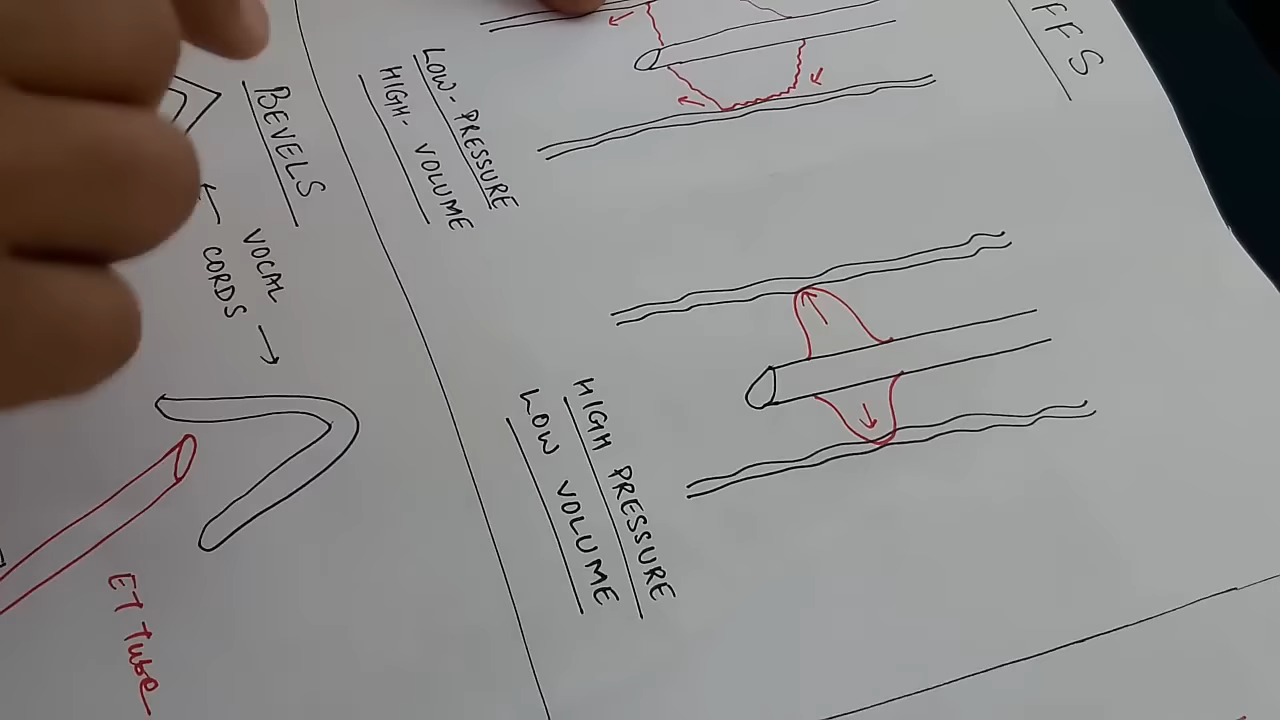 FFS
LOW-PRESSURE
HIGH-VOLUME
BEVELS
VOCAL
CORDS
HIGH PRESSURE
LOW VOLUME
ET Tube